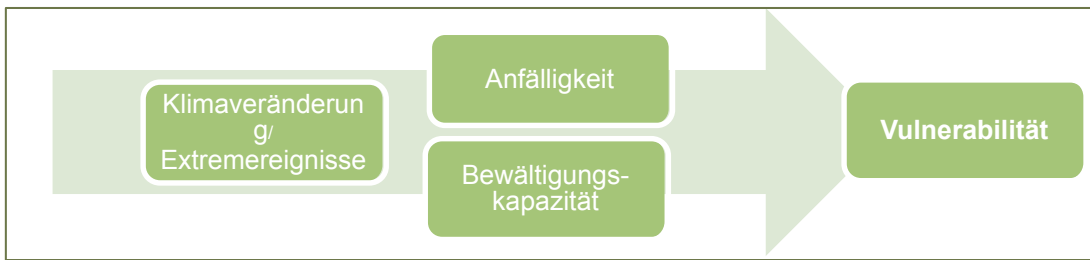 Klimaveränderun
g/
Extremereignisse
Anfälligkeit
Bewältigungs-
kapazität
Vulnerabilität